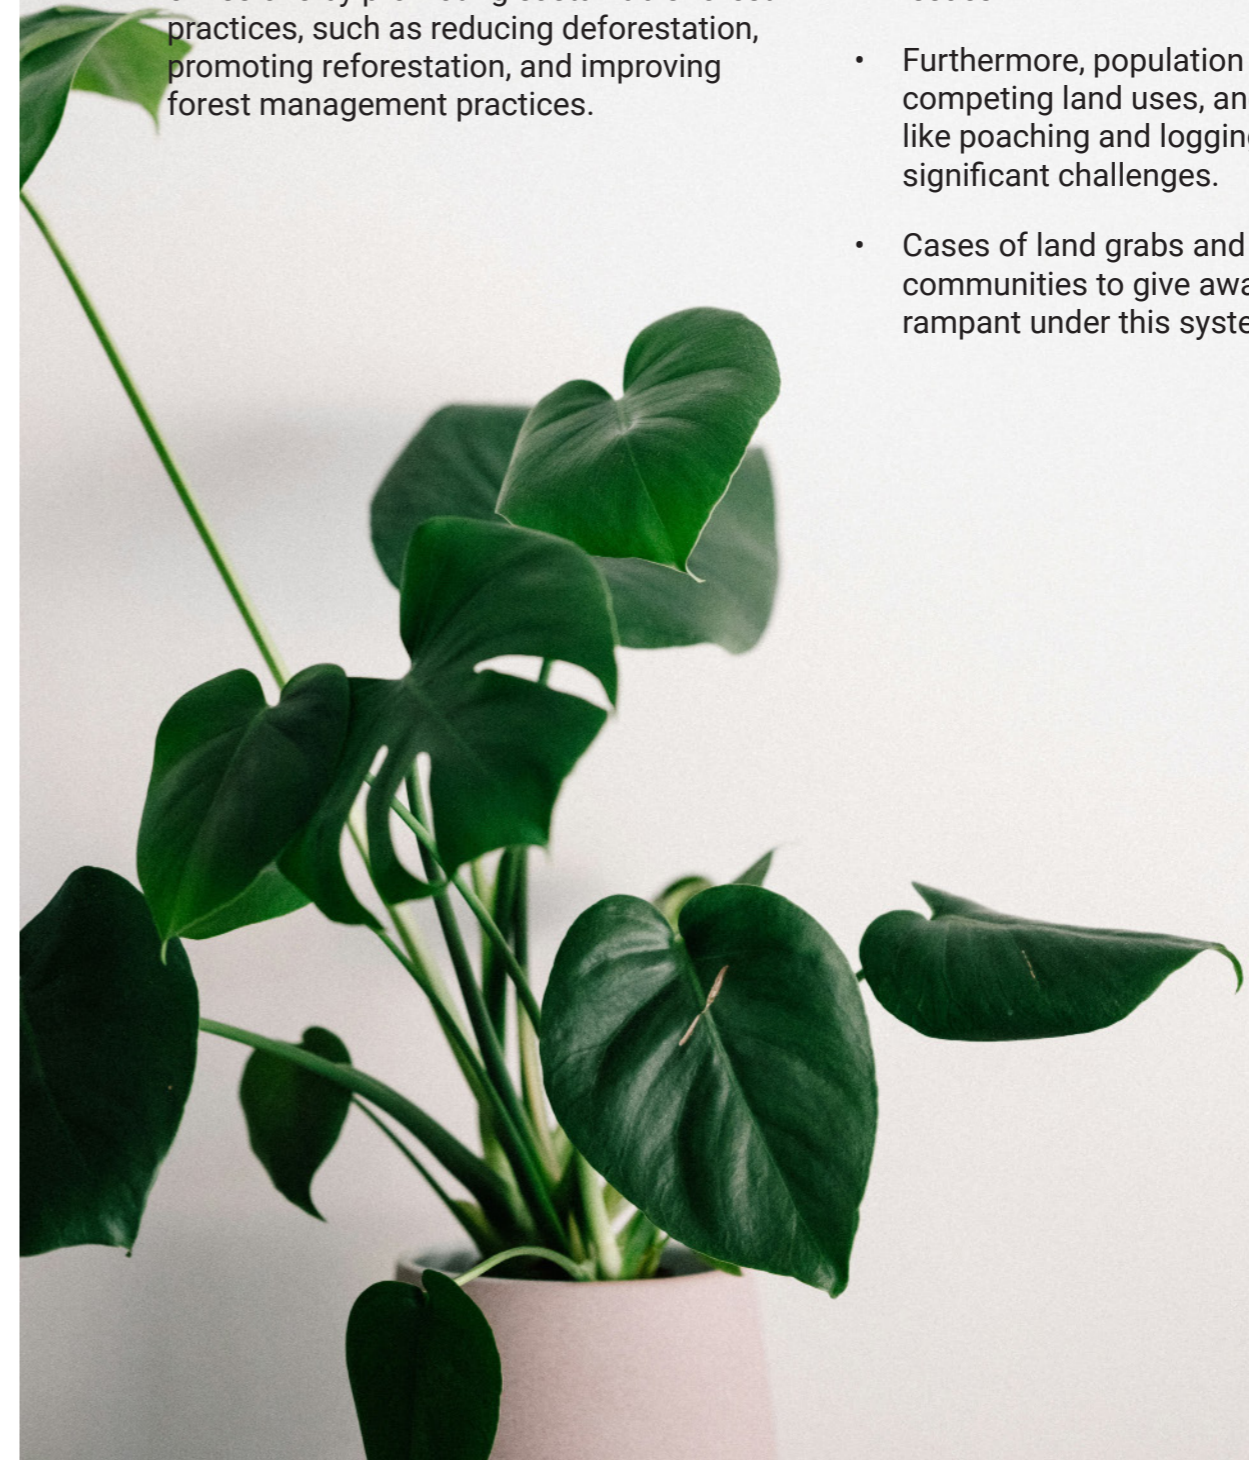 practices, such as reducing deforestation,
promoting reforestation, and improving
forest management practices.
• Furthermore, population
competing land uses, an
like poaching and loggin
significant challenges.
• Cases of land grabs and
communities to give awa
rampant under this syste